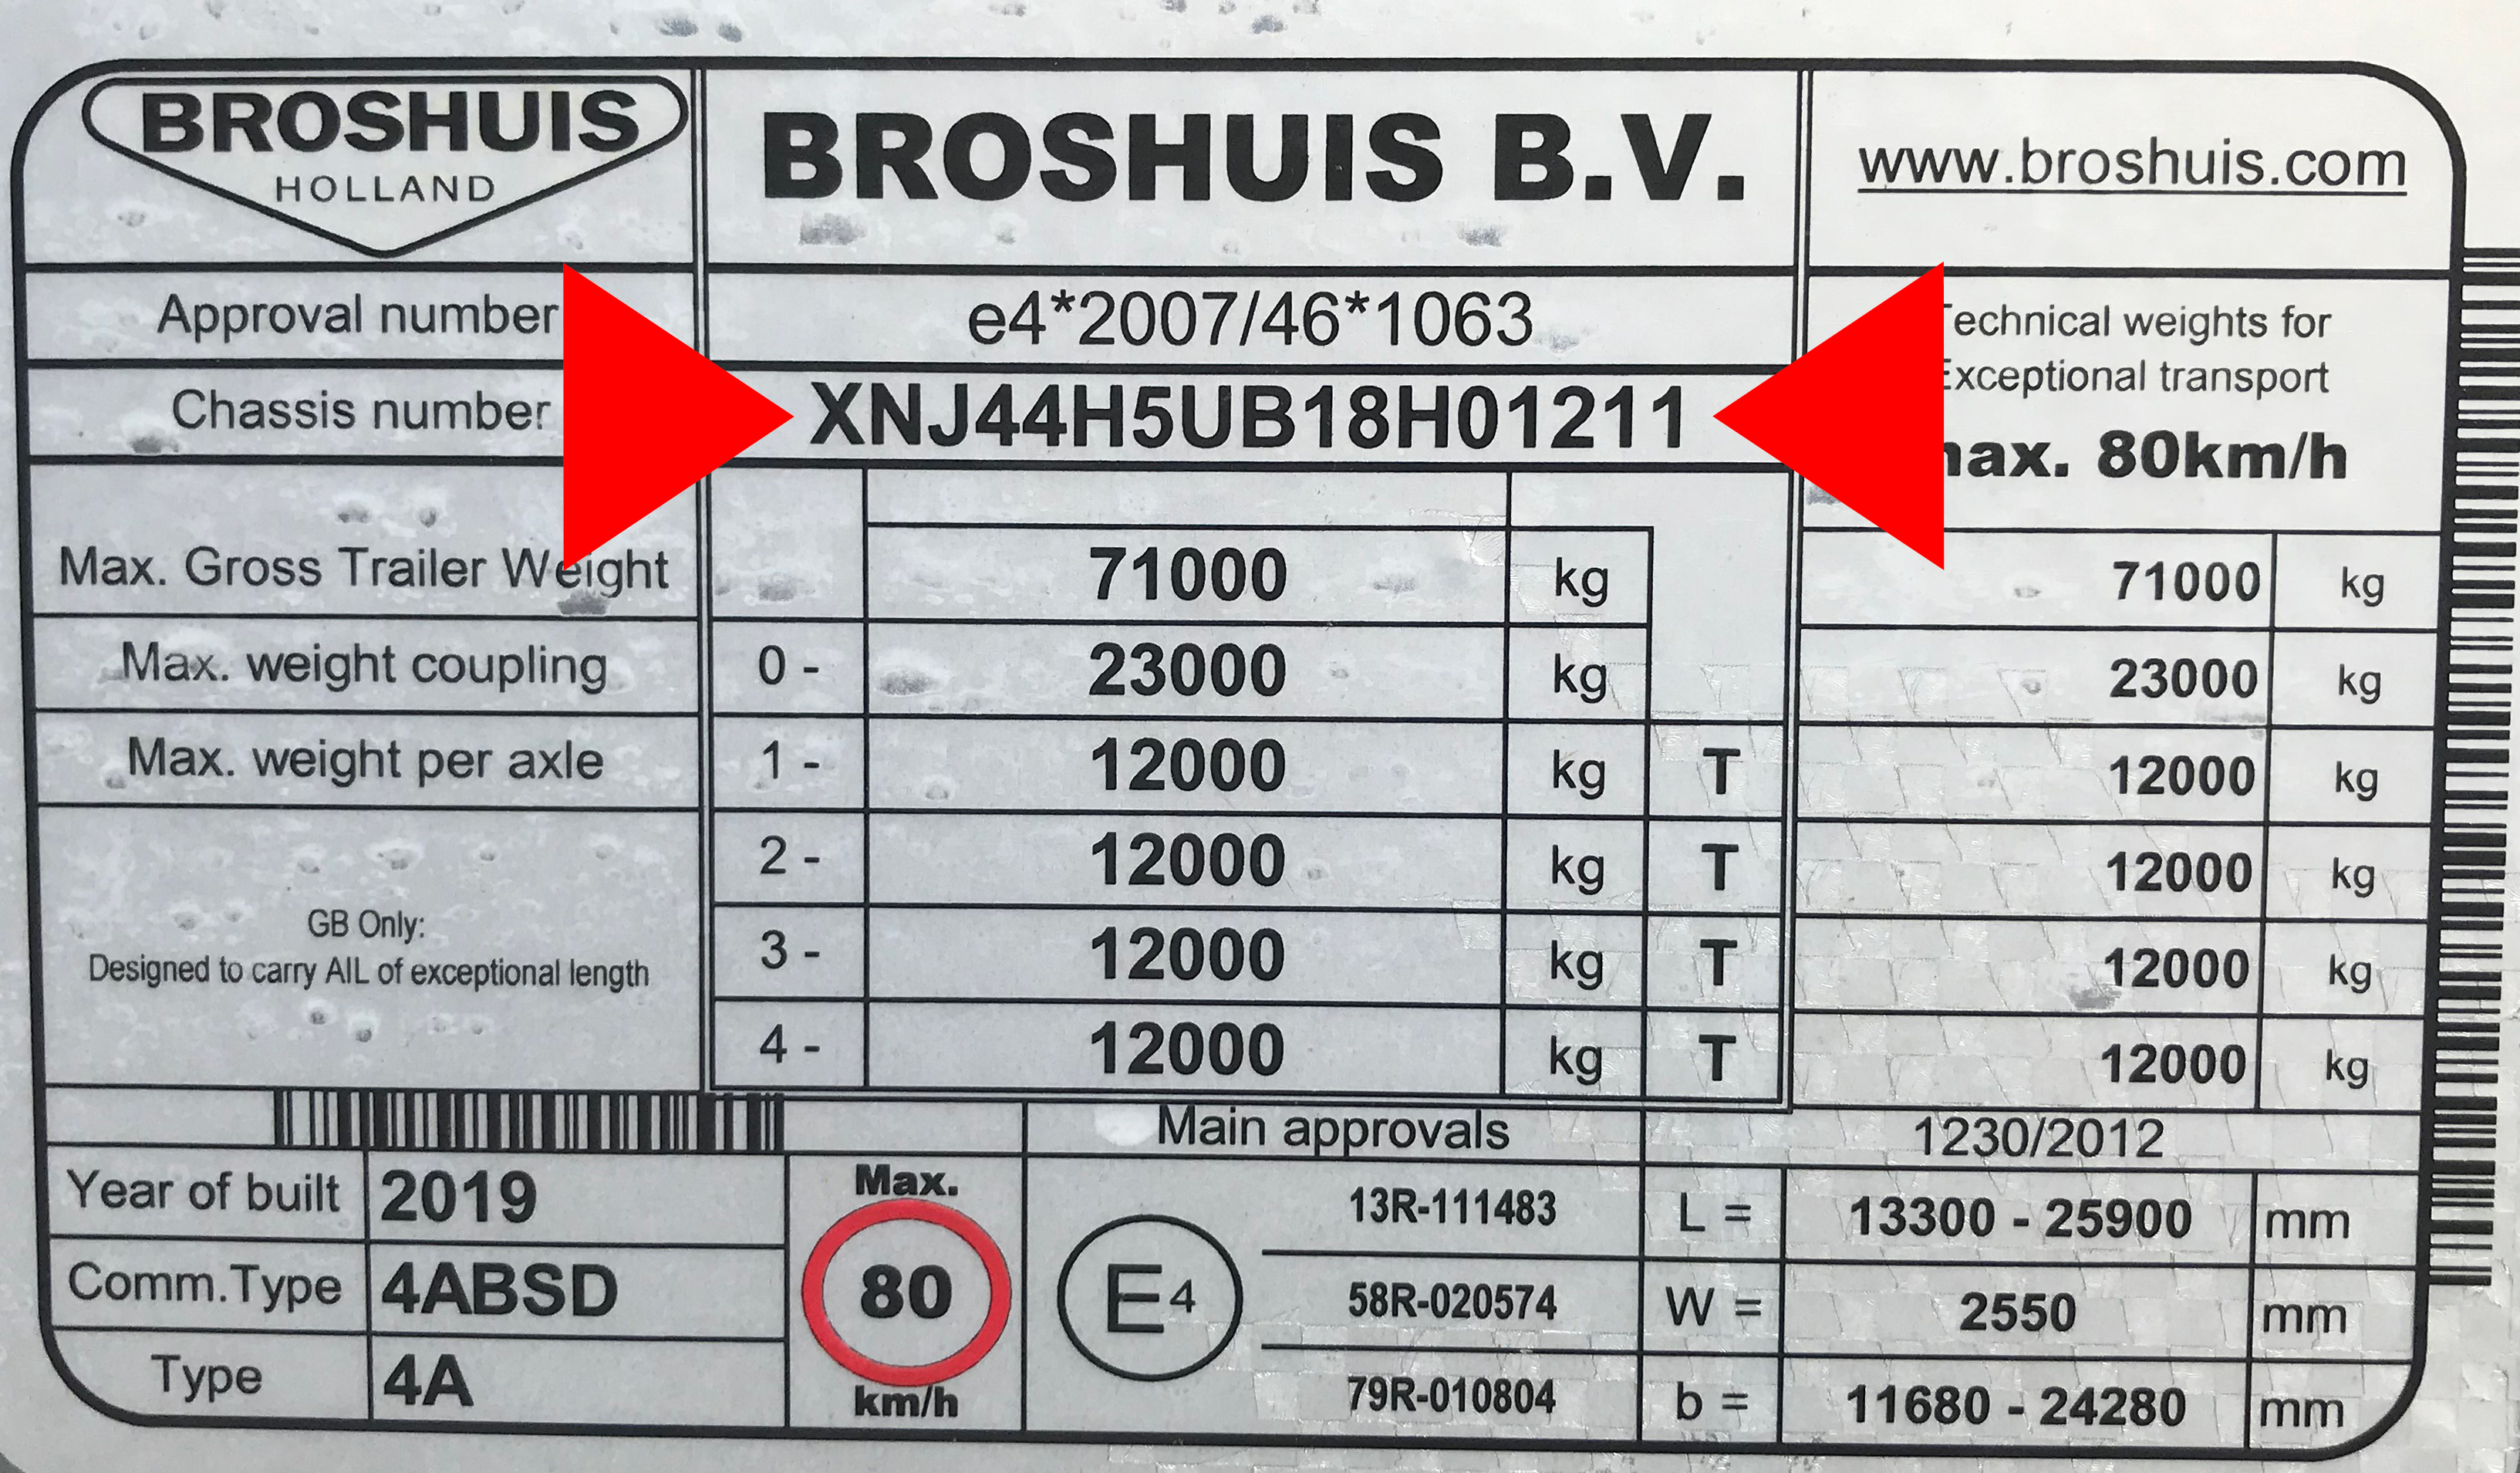 BROSHUIS
HOLLAND
BROSHUIS B.V.
www.broshuis.com
Approval number
e4*2007/46*1063
Technical weights for
Exceptional transport
max. 80km/h
Chassis number
XNJ44H5UB18H01211
Max. Gross Trailer Weight 71000 kg 71000 kg
Max. weight coupling 0 - 23000 kg 23000 kg
Max. weight per axle 1 - 12000 kg T 12000 kg
2 - 12000 kg T 12000 kg
3 - 12000 kg T 12000 kg
4 - 12000 kg T 12000 kg
GB Only:
Designed to carry AIL of exceptional length
Main approvals
1230/2012
Year of built 2019
Comm.Type 4ABSD
Type 4A
Max.
80
km/h
E4
13R-111483
58R-020574
79R-010804
L = 13300 - 25900 mm
W = 2550 mm
b = 11680 - 24280 mm